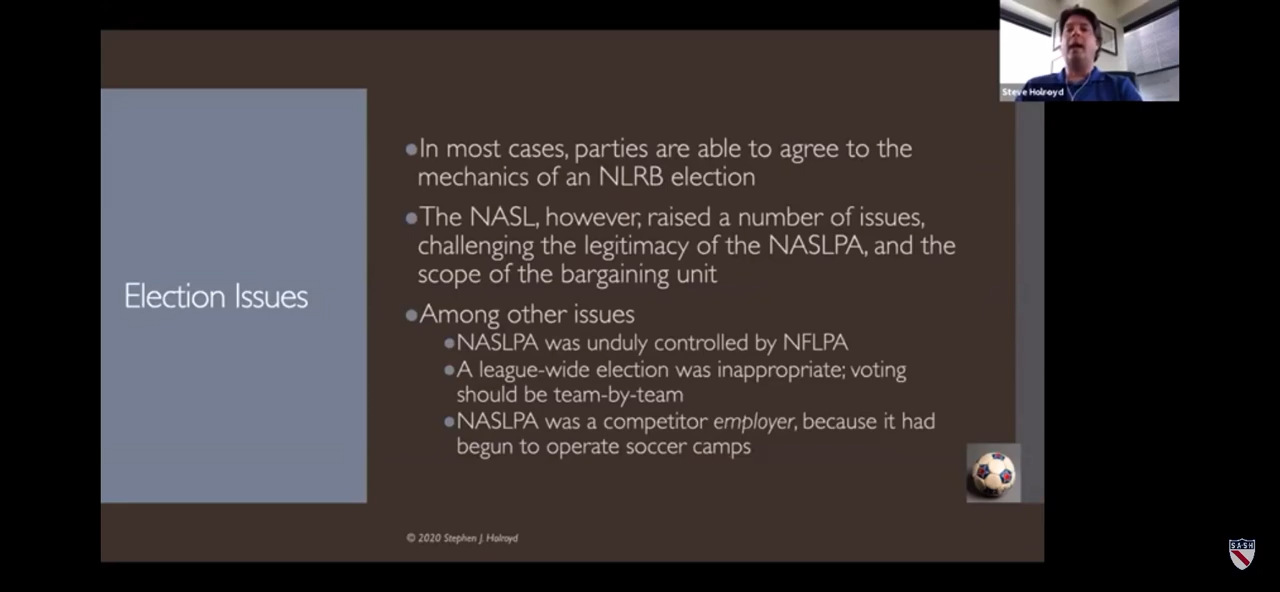 Steve Holroyd
●In most cases, parties are able to agree to the
mechanics of an NLRB election
●The NASL, however, raised a number of issues,
challenging the legitimacy of the NASLPA, and the
scope of the bargaining unit
Election Issues
●Among other issues
●NASLPA was unduly controlled by NFLPA
●A league-wide election was inappropriate; voting
should be team-by-team
●NASLPA was a competitor employer, because it had
begun to operate soccer camps
© 2020 Stephen J. Holroyd
SASH